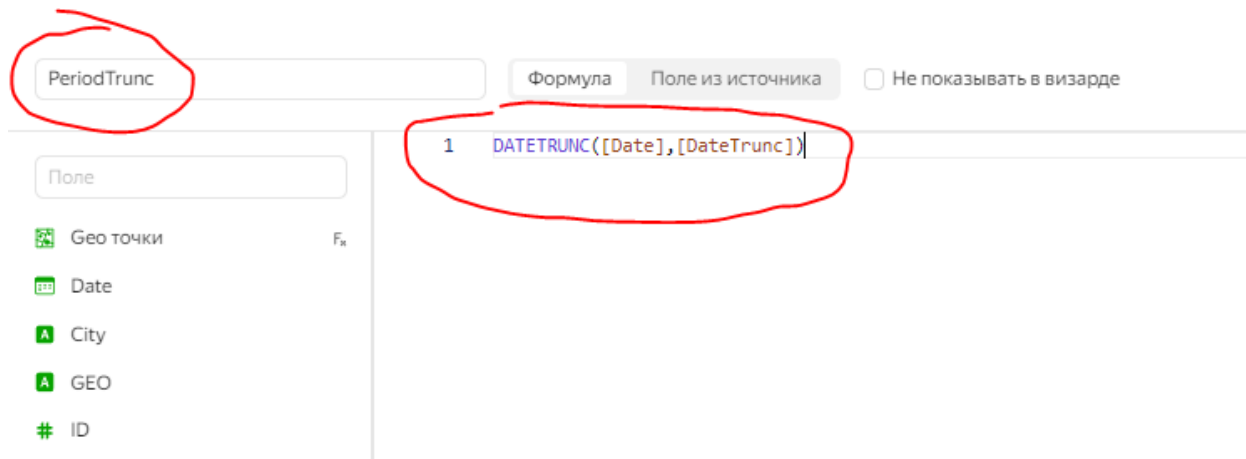 PeriodTrunc Формула Поле из источника Не показывать в визарде
1 DATETRUNC([Date],[DateTrunc])
Поле
Geo точки Fx
Date
A City
A GEO
# ID